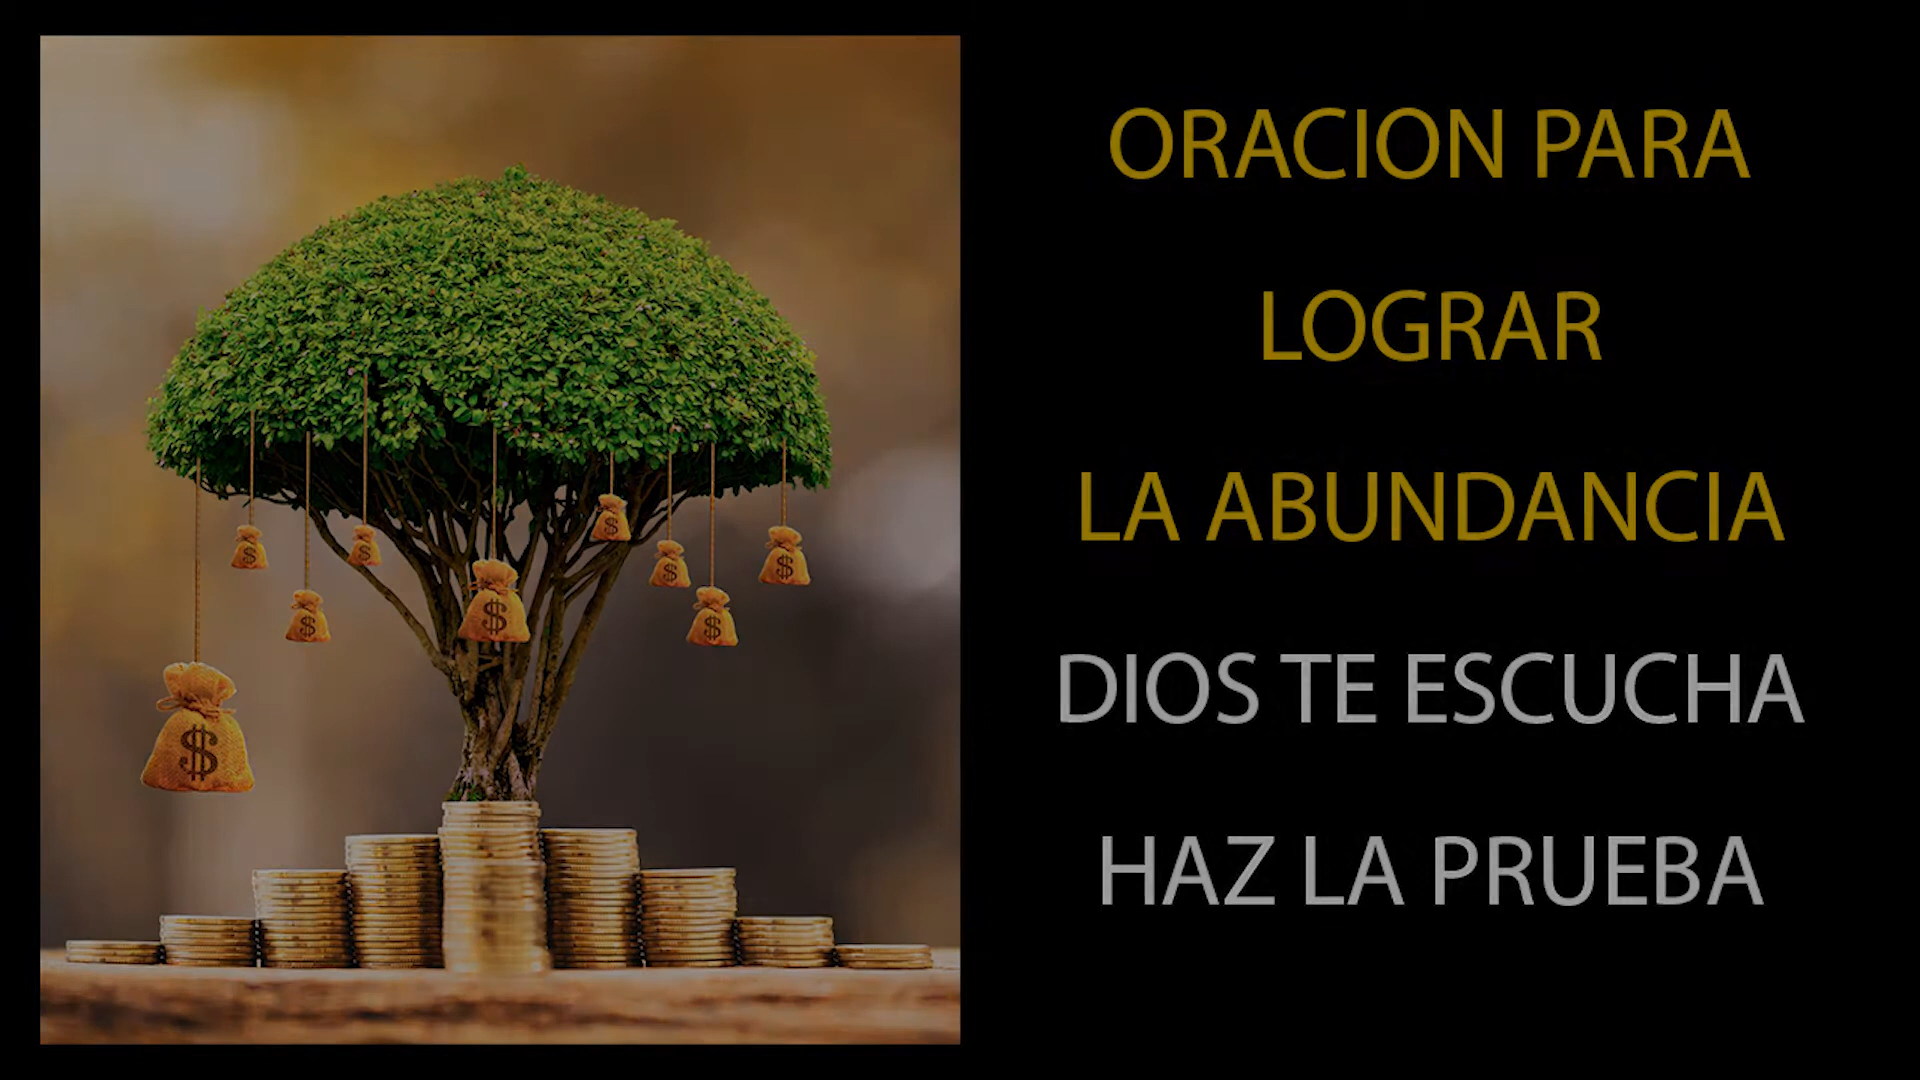 ORACION PARA
LOGRAR
LA ABUNDANCIA
DIOS TE ESCUCHA
HAZ LA PRUEBA
$
$
$
$
$
$
$
$
$